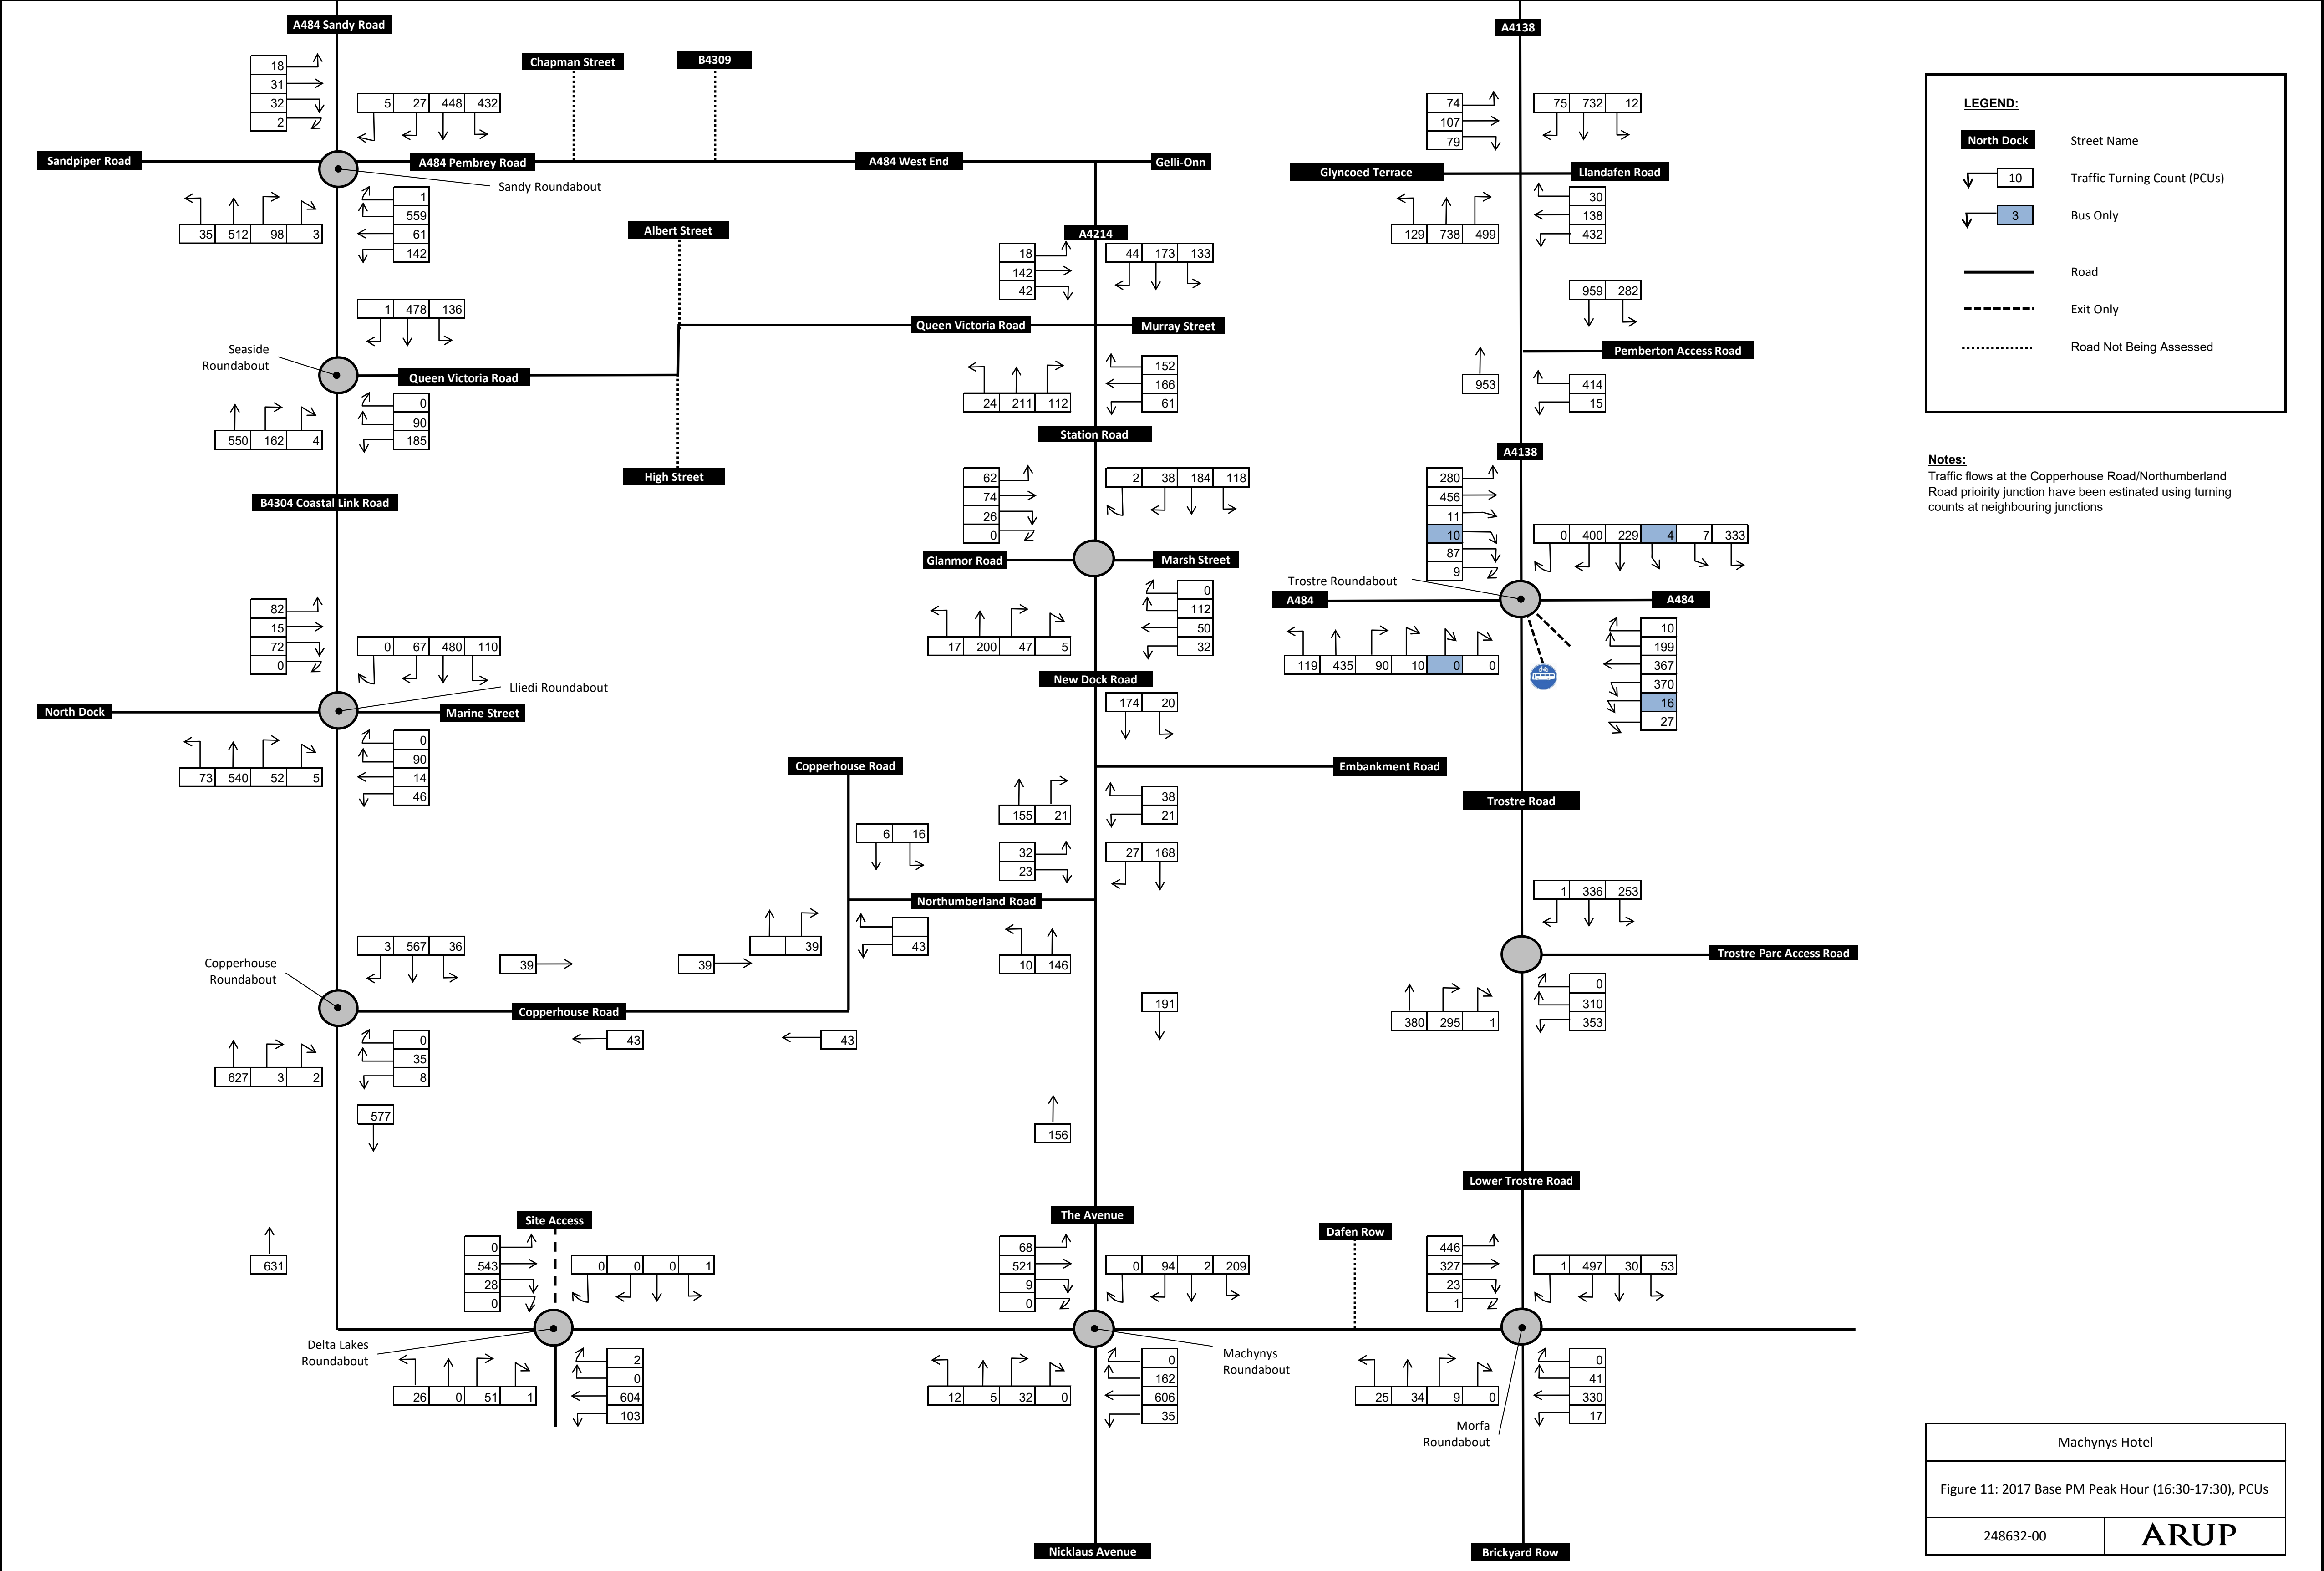 A484 Sandy Road
A4138
Chapman Street
B4309
18
31
32
2
5 27 448 432
74
107
79
75 732 12
LEGEND:
North Dock Street Name
10 Traffic Turning Count (PCUs)
3 Bus Only
Road
Exit Only
Road Not Being Assessed
Sandpiper Road
A484 Pembrey Road
A484 West End
Gelli-Onn
Sandy Roundabout
Glyncoed Terrace
Llandafen Road
35 512 98 3
1
559
61
142
129 738 499
30
138
432
Albert Street
A4214
18
142
42
44 173 133
959 282
1 478 136
Queen Victoria Road
Murray Street
Seaside
Roundabout
Queen Victoria Road
Pemberton Access Road
953
414
15
550 162 4
0
90
185
24 211 112
152
166
61
Station Road
A4138
High Street
B4304 Coastal Link Road
62
74
26
0
2 38 184 118
280
456
11
10
87
9
0 400 229 4 7 333
Notes:
Traffic flows at the Copperhouse Road/Northumberland
Road prioirity junction have been estinated using turning
counts at neighbouring junctions
Glanmor Road
Marsh Street
Trostre Roundabout
A484
A484
82
15
72
0
0 67 480 110
17 200 47 5
0
112
50
32
119 435 90 10 0 0
10
199
367
370
16
27
Lliedi Roundabout
New Dock Road
North Dock
Marine Street
174 20
73 540 52 5
0
90
14
46
Copperhouse Road
Embankment Road
155 21
38
21
Trostre Road
6 16
32
23
27 168
Northumberland Road
1 336 253
3 567 36
39
39
39
43
10 146
Copperhouse
Roundabout
Trostre Parc Access Road
Copperhouse Road
191
380 295 1
0
310
353
43
43
627 3 2
0
35
8
577
156
Lower Trostre Road
Site Access
The Avenue
Dafen Row
631
0
543
28
0
0 0 0 1
68
521
9
0
0 94 2 209
446
327
23
1
1 497 30 53
Delta Lakes
Roundabout
Machynys
Roundabout
26 0 51 1
2
0
604
103
12 5 32 0
0
162
606
35
25 34 9 0
0
41
330
17
Morfa
Roundabout
Nicklaus Avenue
Brickyard Row
Machynys Hotel
Figure 11: 2017 Base PM Peak Hour (16:30-17:30), PCUs
248632-00
ARUP